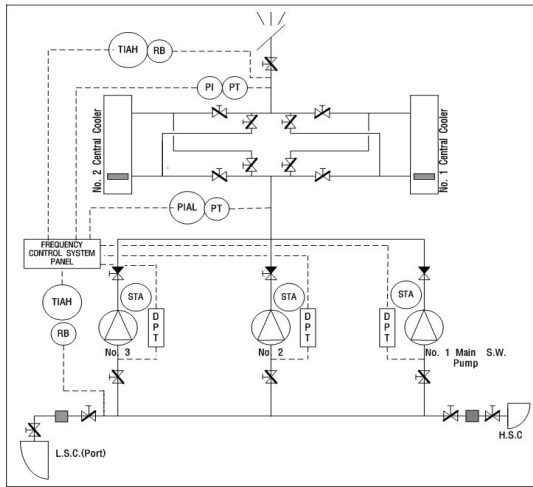 TIAH
RB
PI
PT
No. 2 Central Cooler
No. 1 Central Cooler
PIAL
PT
FREQUENCY
CONTROL SYSTEM
PANEL
TIAH
RB
STA
DPT
No. 3
STA
DPT
No. 2
DPT
STA
No. 1 Main S.W.
Pump
L.S.C.(Port)
H.S.C